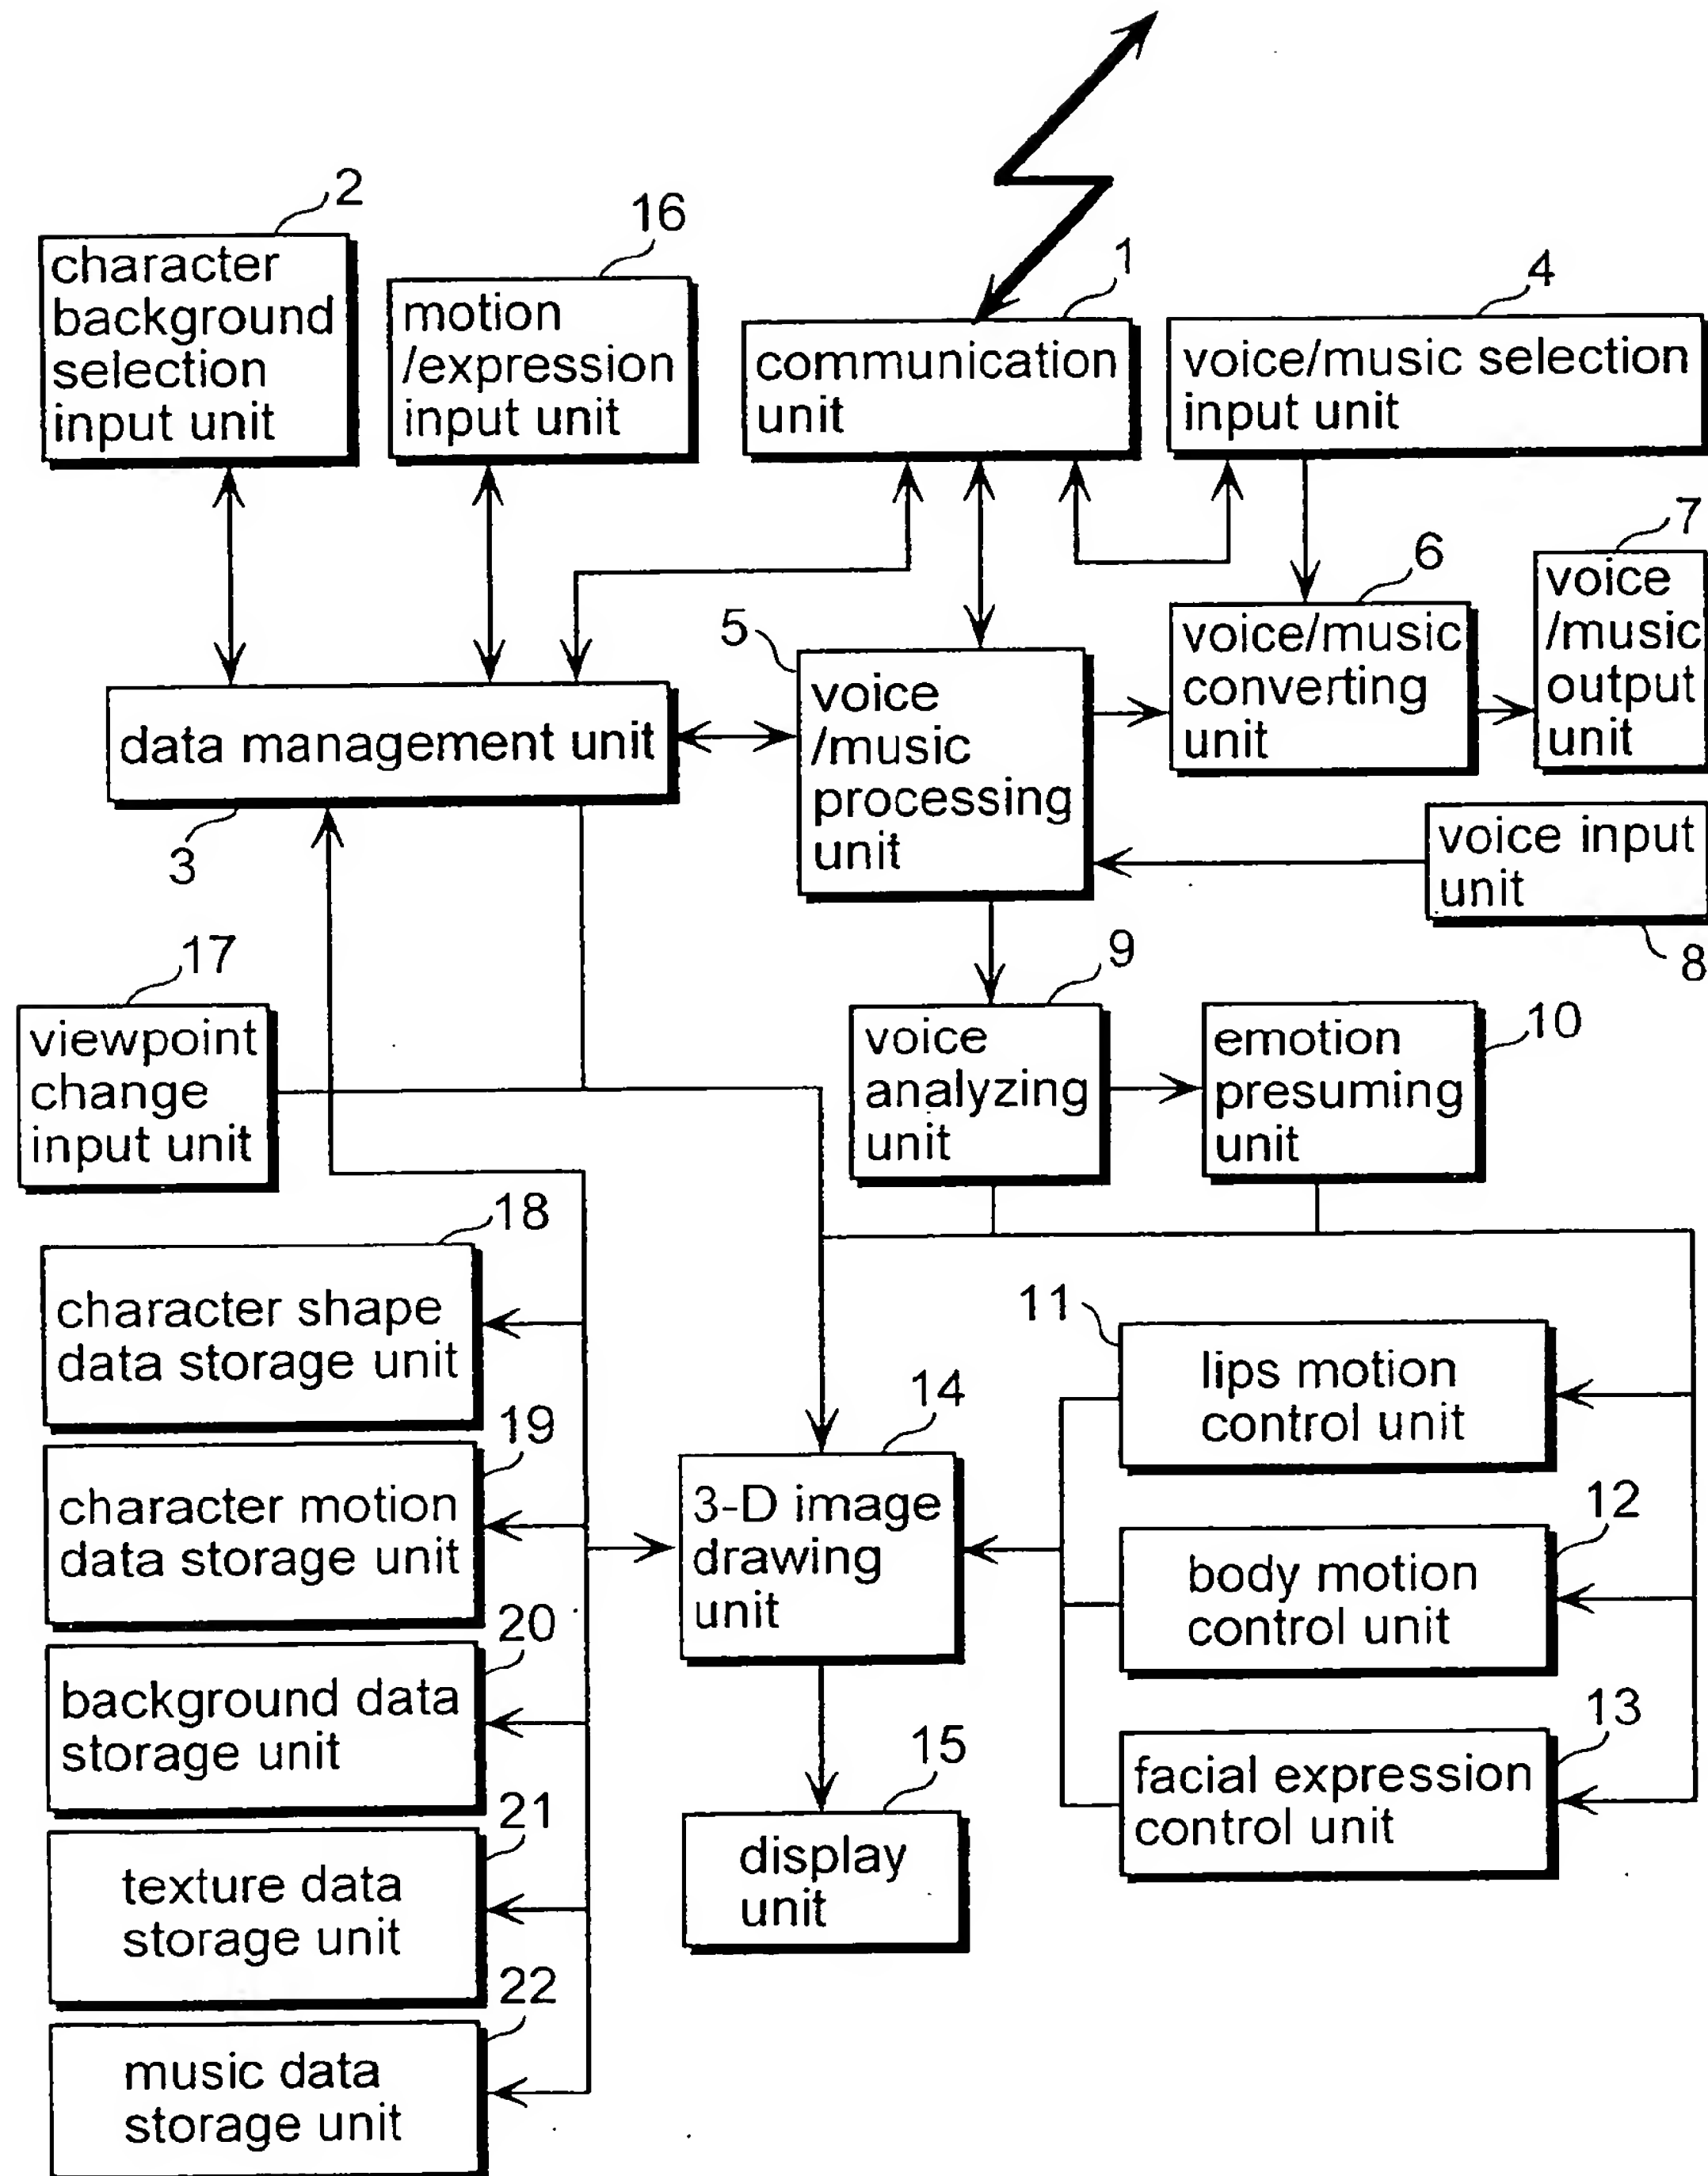 2
character
background
selection
input unit
16
motion
/expression
input unit
1
communication
unit
4
voice/music selection
input unit
5
voice
/music
processing
unit
6
voice/music
converting
unit
7
voice
/music
output
unit
data management unit
3
voice input
unit
8
17
viewpoint
change
input unit
9
voice
analyzing
unit
emotion
presuming
unit
10
18
character shape
data storage unit
19
character motion
data storage unit
20
background data
storage unit
21
texture data
storage unit
22
music data
storage unit
14
3-D image
drawing
unit
15
display
unit
11
lips motion
control unit
12
body motion
control unit
13
facial expression
control unit